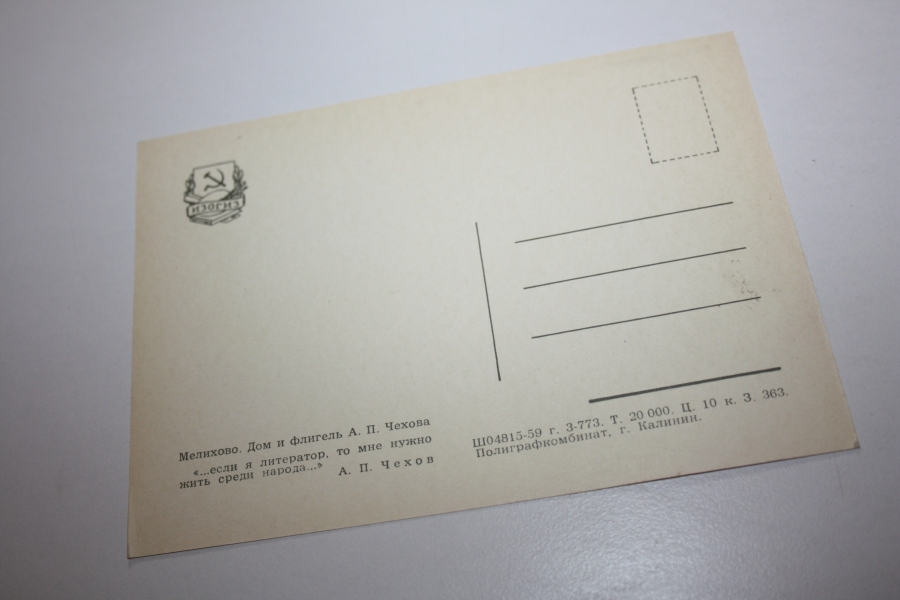 ИЗОГИЗ
Мелихово. Дом и флигель А. П. Чехова
«...если я литератор, то мне нужно
жить среди народа...» А. П. Чехов
Ш04815-59 г. 3-773. Т. 20 000. Ц. 10 к. З. 363.
Полиграфкомбинат, г. Калинин.